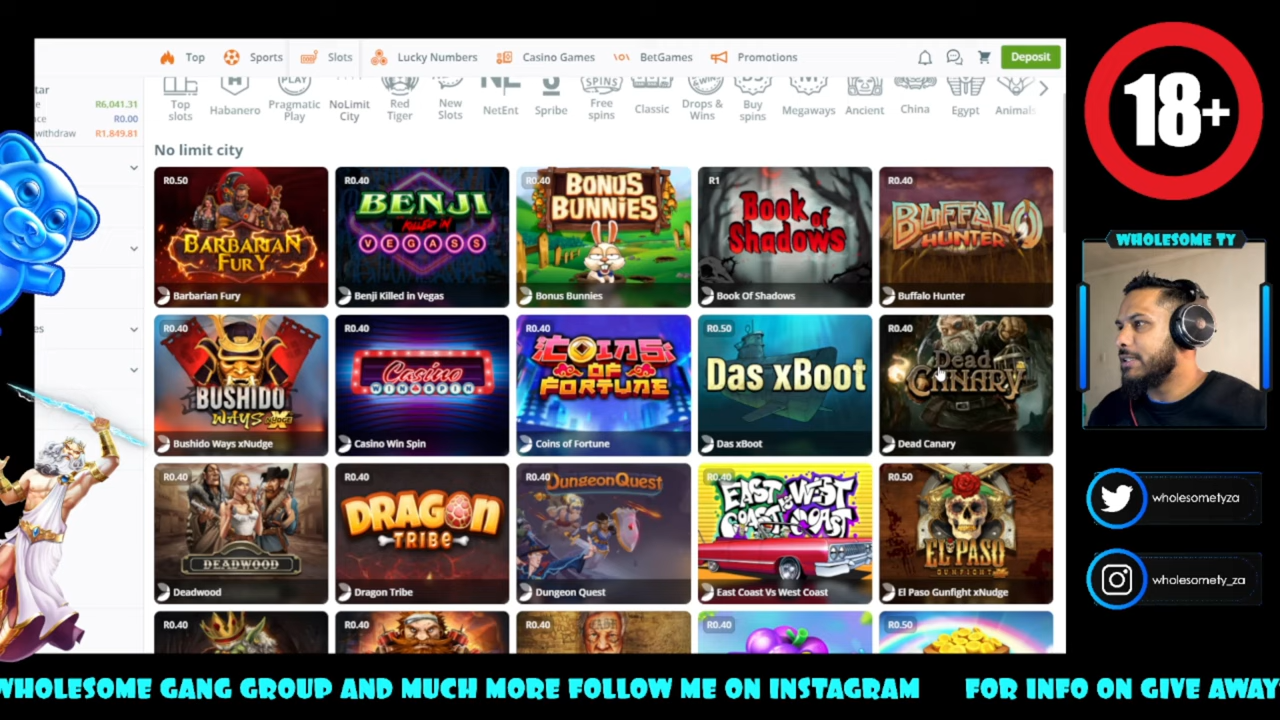 Top
Sports
Slots
Lucky Numbers
Casino Games
BetGames
Promotions
Deposit
tar
e R6,041.31
ace R0.00
withdraw R1,849.81
es
Top slots
Habanero
PLAY
Pragmatic Play
NoLimit City
Red Tiger
New Slots
NetEnt
Spribe
SPINS
Free spins
Classic
Drops & Wins
Buy spins
Megaways
Ancient
China
Egypt
Animals
No limit city
R0.50
BARBARIAN FURY
Barbarian Fury
R0.40
BENJI
KILLED IN
VEGAS
Benji Killed in Vegas
R0.40
BONUS BUNNIES
Bonus Bunnies
R1
Book of Shadows
Book Of Shadows
R0.40
BUFFALO HUNTER
Buffalo Hunter
R0.40
BUSHIDO WAYS
Bushido Ways xNudge
R0.40
Casino
WIN SPIN
Casino Win Spin
R0.40
COINS OF FORTUNE
Coins of Fortune
R0.50
Das xBoot
Das xBoot
R0.40
Dead Canary
Dead Canary
R0.40
DEADWOOD
Deadwood
R0.40
DRAGON TRIBE
Dragon Tribe
R0.40
DUNGEONQUEST
Dungeon Quest
R0.40
EAST COAST VS WEST COAST
East Coast Vs West Coast
R0.50
EL PASO
GUNFIGHT
El Paso Gunfight xNudge
R0.40
R0.40
R0.40
R0.40
R0.50
18+
WHOLESOME TY
wholesometyza
wholesomety_za
WHOLESOME GANG GROUP AND MUCH MORE FOLLOW ME ON INSTAGRAM FOR INFO ON GIVE AWAY